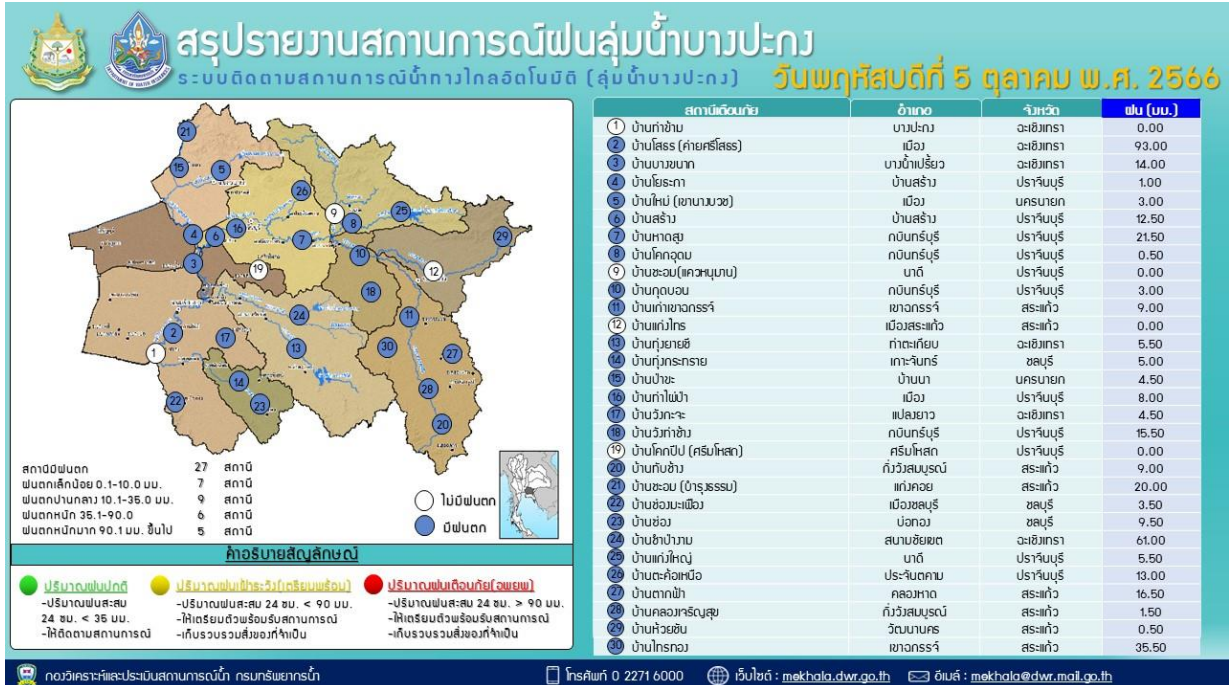 สรุปรายงานสถานการณ์ฝนลุ่มน้ำบางปะกง
ระบบติดตามสถานการณ์น้ำทางไกลอัตโนมัติ (ลุ่มน้ำบางปะกง)
วันพฤหัสบดีที่ 5 ตุลาคม พ.ศ. 2566
สถานีมีฝนตก 27 สถานี
ฝนตกเล็กน้อย 0.1-10.0 มม. 7 สถานี
ฝนตกปานกลาง 10.1-35.0 มม. 9 สถานี
ฝนตกหนัก 35.1-90.0 6 สถานี
ฝนตกหนักมาก 90.1 มม. ขึ้นไป 5 สถานี
ไม่มีฝนตก
มีฝนตก
คำอธิบายสัญลักษณ์
ปริมาณฝนปกติ
-ปริมาณฝนสะสม
24 ชม. < 35 มม.
-ให้ติดตามสถานการณ์
ปริมาณฝนเฝ้าระวัง(เตรียมพร้อม)
-ปริมาณฝนสะสม 24 ชม. < 90 มม.
-ให้เตรียมตัวพร้อมรับสถานการณ์
-เก็บรวบรวมสิ่งของที่จำเป็น
ปริมาณฝนเตือนภัย(อพยพ)
-ปริมาณฝนสะสม 24 ชม. > 90 มม.
-ให้เตรียมตัวพร้อมรับสถานการณ์
-เก็บรวบรวมสิ่งของที่จำเป็น
สถานีเตือนภัย อำเภอ จังหวัด ฝน (มม.)
1 บ้านท่าข้าม บางปะกง ฉะเชิงเทรา 0.00
2 บ้านโสธร (ค่ายศรีโสธร) เมือง ฉะเชิงเทรา 93.00
3 บ้านบางขนาก บางน้ำเปรี้ยว ฉะเชิงเทรา 14.00
4 บ้านโยธะกา บ้านสร้าง ปราจีนบุรี 1.00
5 บ้านใหม่ (เขานางบวช) เมือง นครนายก 3.00
6 บ้านสร้าง บ้านสร้าง ปราจีนบุรี 12.50
7 บ้านหาดสูง กบินทร์บุรี ปราจีนบุรี 21.50
8 บ้านโคกอุดม กบินทร์บุรี ปราจีนบุรี 0.50
9 บ้านชะอม(แควหนุมาน) นาดี ปราจีนบุรี 0.00
10 บ้านกุดบอน กบินทร์บุรี ปราจีนบุรี 3.00
11 บ้านเก่าเขาฉกรรจ์ เขาฉกรรจ์ สระแก้ว 9.00
12 บ้านแก่งไทร เมืองสระแก้ว สระแก้ว 0.00
13 บ้านทุ่งยายชี ท่าตะเกียบ ฉะเชิงเทรา 5.50
14 บ้านทุ่งกระทราย เกาะจันทร์ ชลบุรี 5.00
15 บ้านป่าขะ บ้านนา นครนายก 4.50
16 บ้านท่าไผ่ป่า เมือง ปราจีนบุรี 8.00
17 บ้านวังกะจะ แปลงยาว ฉะเชิงเทรา 4.50
18 บ้านวังท่าช้าง กบินทร์บุรี ปราจีนบุรี 15.50
19 บ้านโคกปีป (ศรีมโหสถ) ศรีมโหสถ ปราจีนบุรี 0.00
20 บ้านทับช้าง กิ่งวังสมบูรณ์ สระแก้ว 9.00
21 บ้านชะอม (บำรุงธรรม) แก่งคอย สระแก้ว 20.00
22 บ้านช่องมะเฟือง เมืองชลบุรี ชลบุรี 3.50
23 บ้านช่อง บ่อทอง ชลบุรี 9.50
24 บ้านชำป่างาม สนามชัยเขต ฉะเชิงเทรา 61.00
25 บ้านแก่งใหญ่ นาดี ปราจีนบุรี 5.50
26 บ้านตะค้อเหนือ ประจันตคาม ปราจีนบุรี 13.00
27 บ้านตากฟ้า คลองหาด สระแก้ว 16.50
28 บ้านคลองเจริญสุข กิ่งวังสมบูรณ์ สระแก้ว 1.50
29 บ้านห้วยชัน วัฒนานคร สระแก้ว 0.50
30 บ้านไทรทอง เขาฉกรรจ์ สระแก้ว 35.50
กองวิเคราะห์และประเมินสถานการณ์น้ำ กรมทรัพยากรน้ำ
โทรศัพท์ 0 2271 6000
เว็บไซต์ : mekhala.dwr.go.th
อีเมล์ : mekhala@dwr.mail.go.th